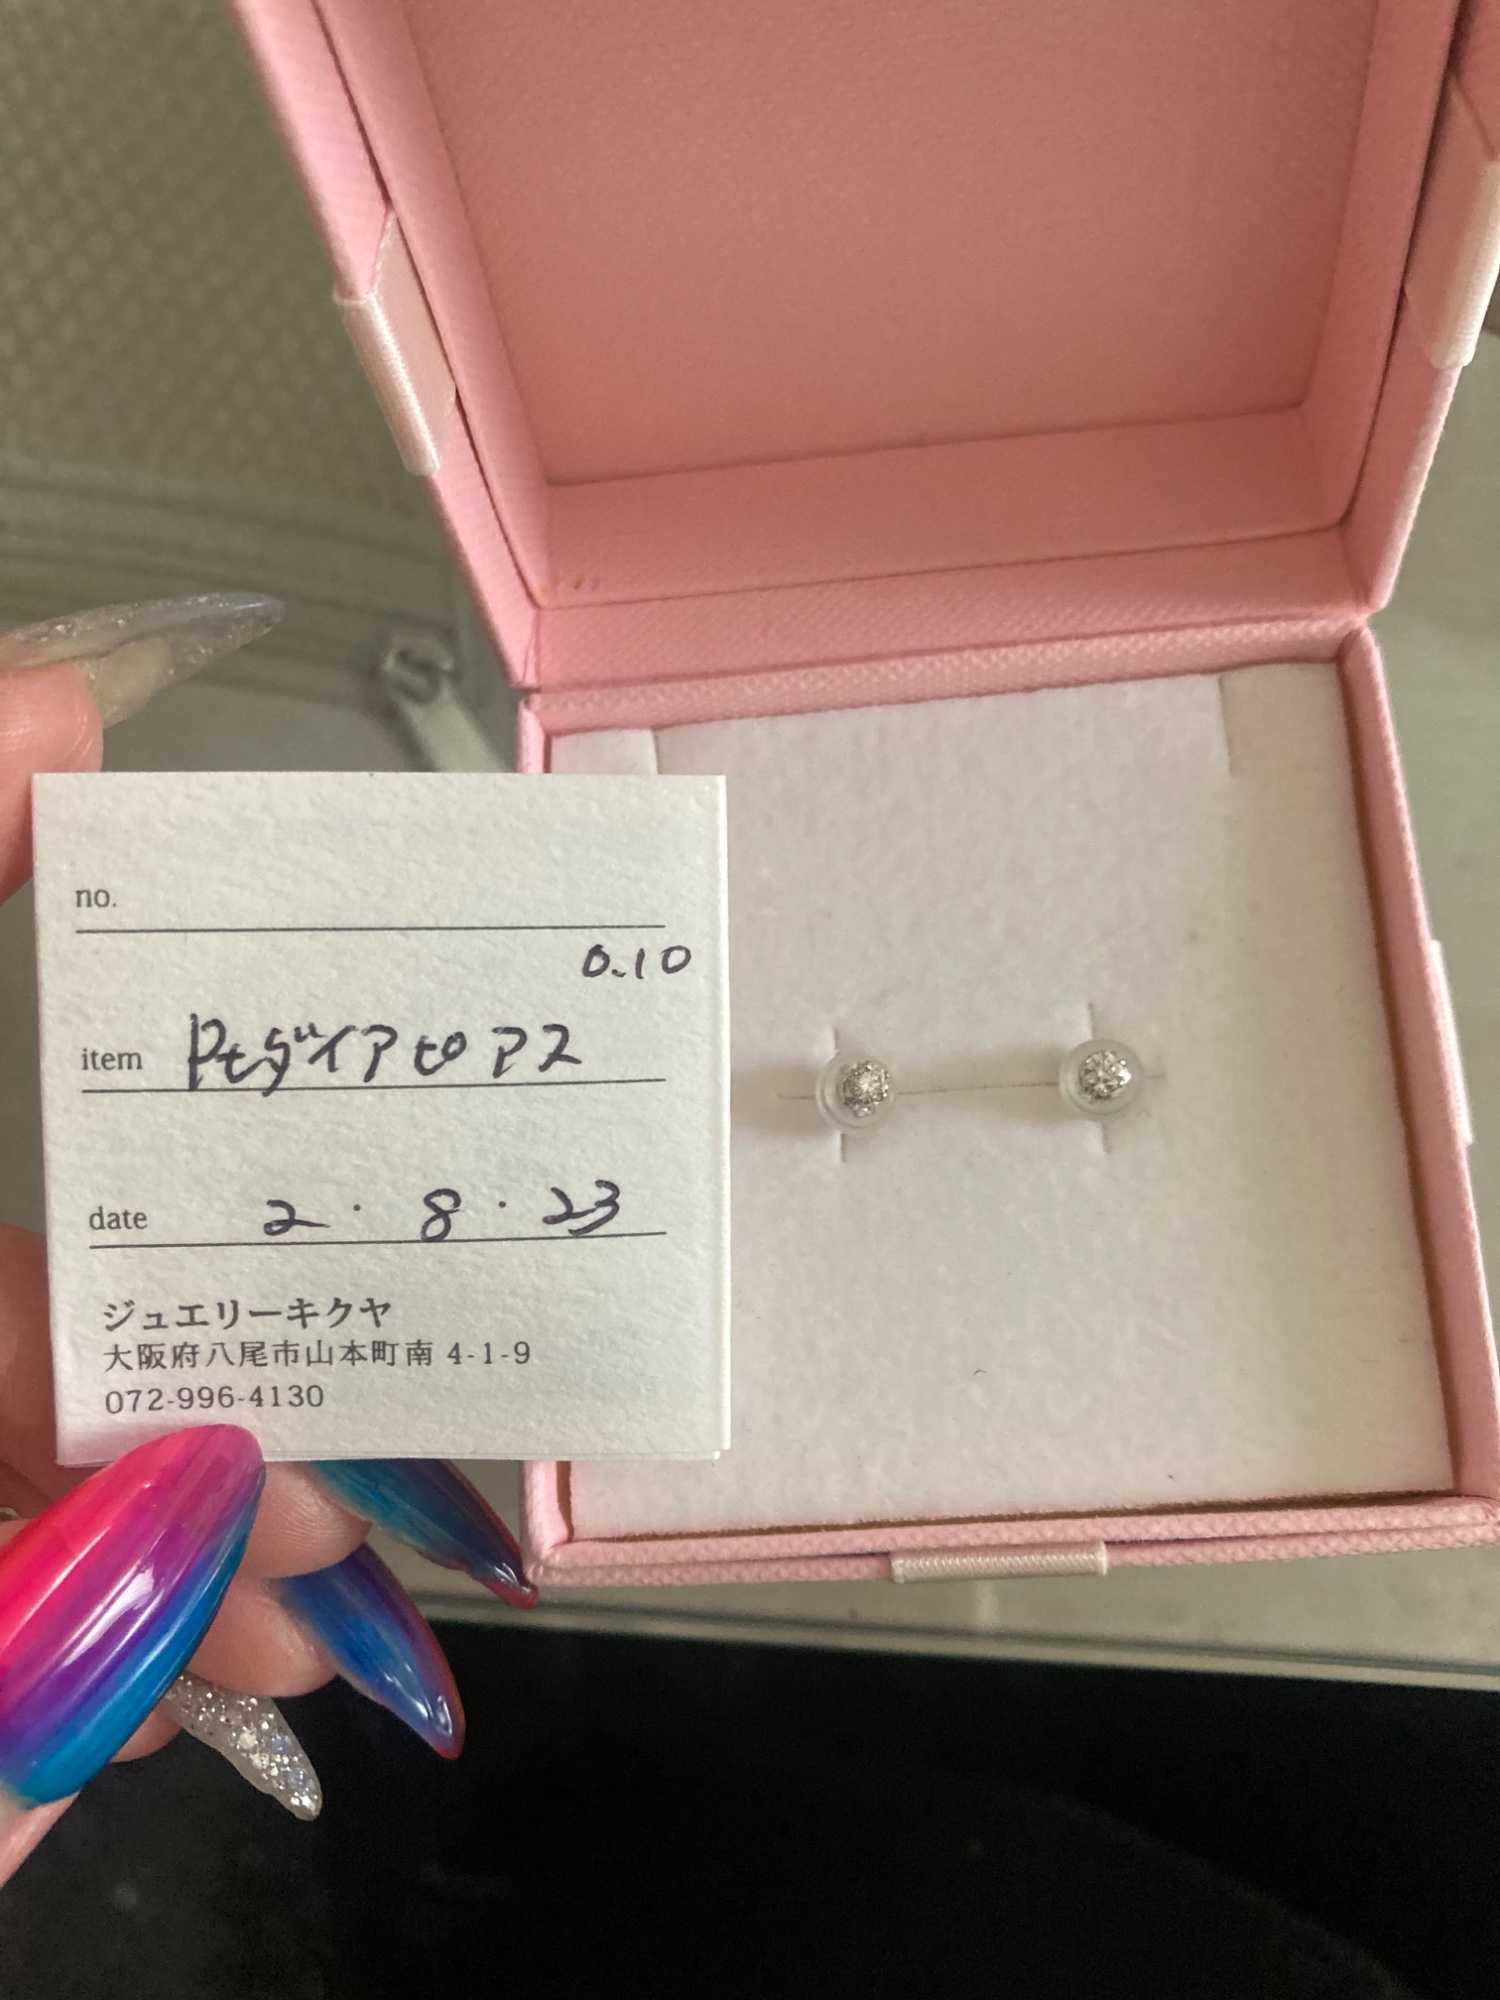 no.
0.10
item Ptダイアピアス
date 2・8・23
ジュエリーキクヤ
大阪府八尾市山本町南 4-1-9
072-996-4130